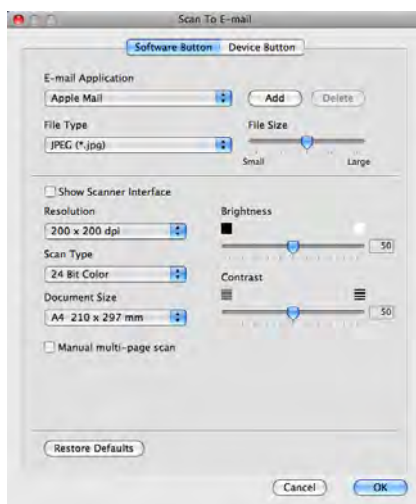 Scan To E-mail
Software Button Device Button
E-mail Application
Apple Mail Add Delete
File Type File Size
JPEG (*.jpg)
Small Large
Show Scanner Interface
Resolution Brightness
200 x 200 dpi 50
Scan Type
24 Bit Color Contrast
Document Size
A4 210 x 297 mm 50
Manual multi-page scan
Restore Defaults
Cancel OK